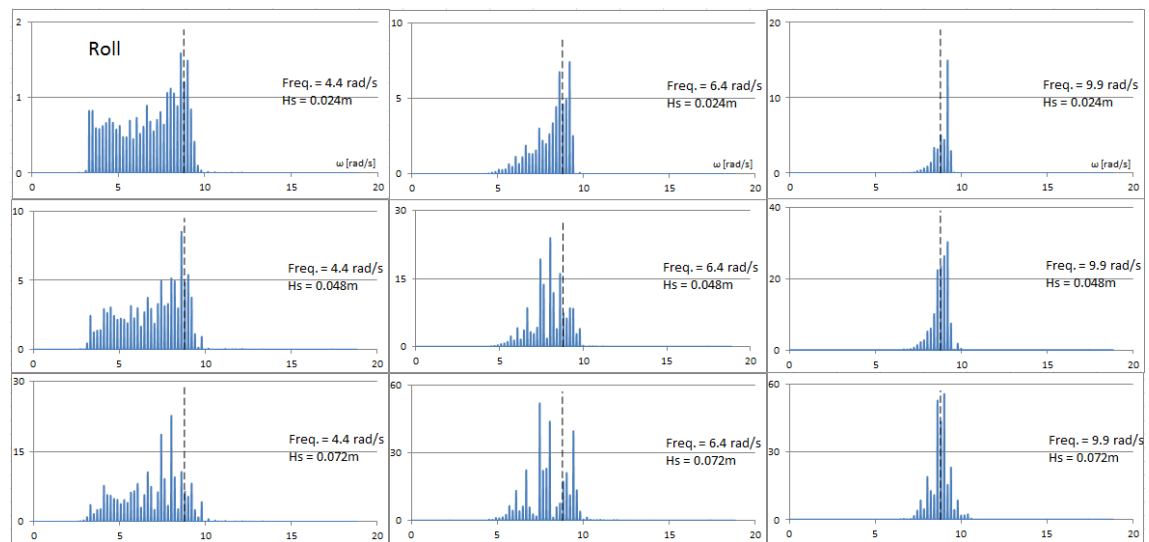 2
Roll
1
Freq. = 4.4 rad/s
Hs = 0.024m
ω [rad/s]
0
0 5 10 15 20
10
5
Freq. = 6.4 rad/s
Hs = 0.024m
ω [rad/s]
0
0 5 10 15 20
20
10
Freq. = 9.9 rad/s
Hs = 0.024m
ω [rad/s]
0
0 5 10 15 20
10
5
Freq. = 4.4 rad/s
Hs = 0.048m
0
0 5 10 15 20
30
15
Freq. = 6.4 rad/s
Hs = 0.048m
0
0 5 10 15 20
40
20
Freq. = 9.9 rad/s
Hs = 0.048m
0
0 5 10 15 20
30
15
Freq. = 4.4 rad/s
Hs = 0.072m
0
0 5 10 15 20
60
30
Freq. = 6.4 rad/s
Hs = 0.072m
0
0 5 10 15 20
60
30
Freq. = 9.9 rad/s
Hs = 0.072m
0
0 5 10 15 20